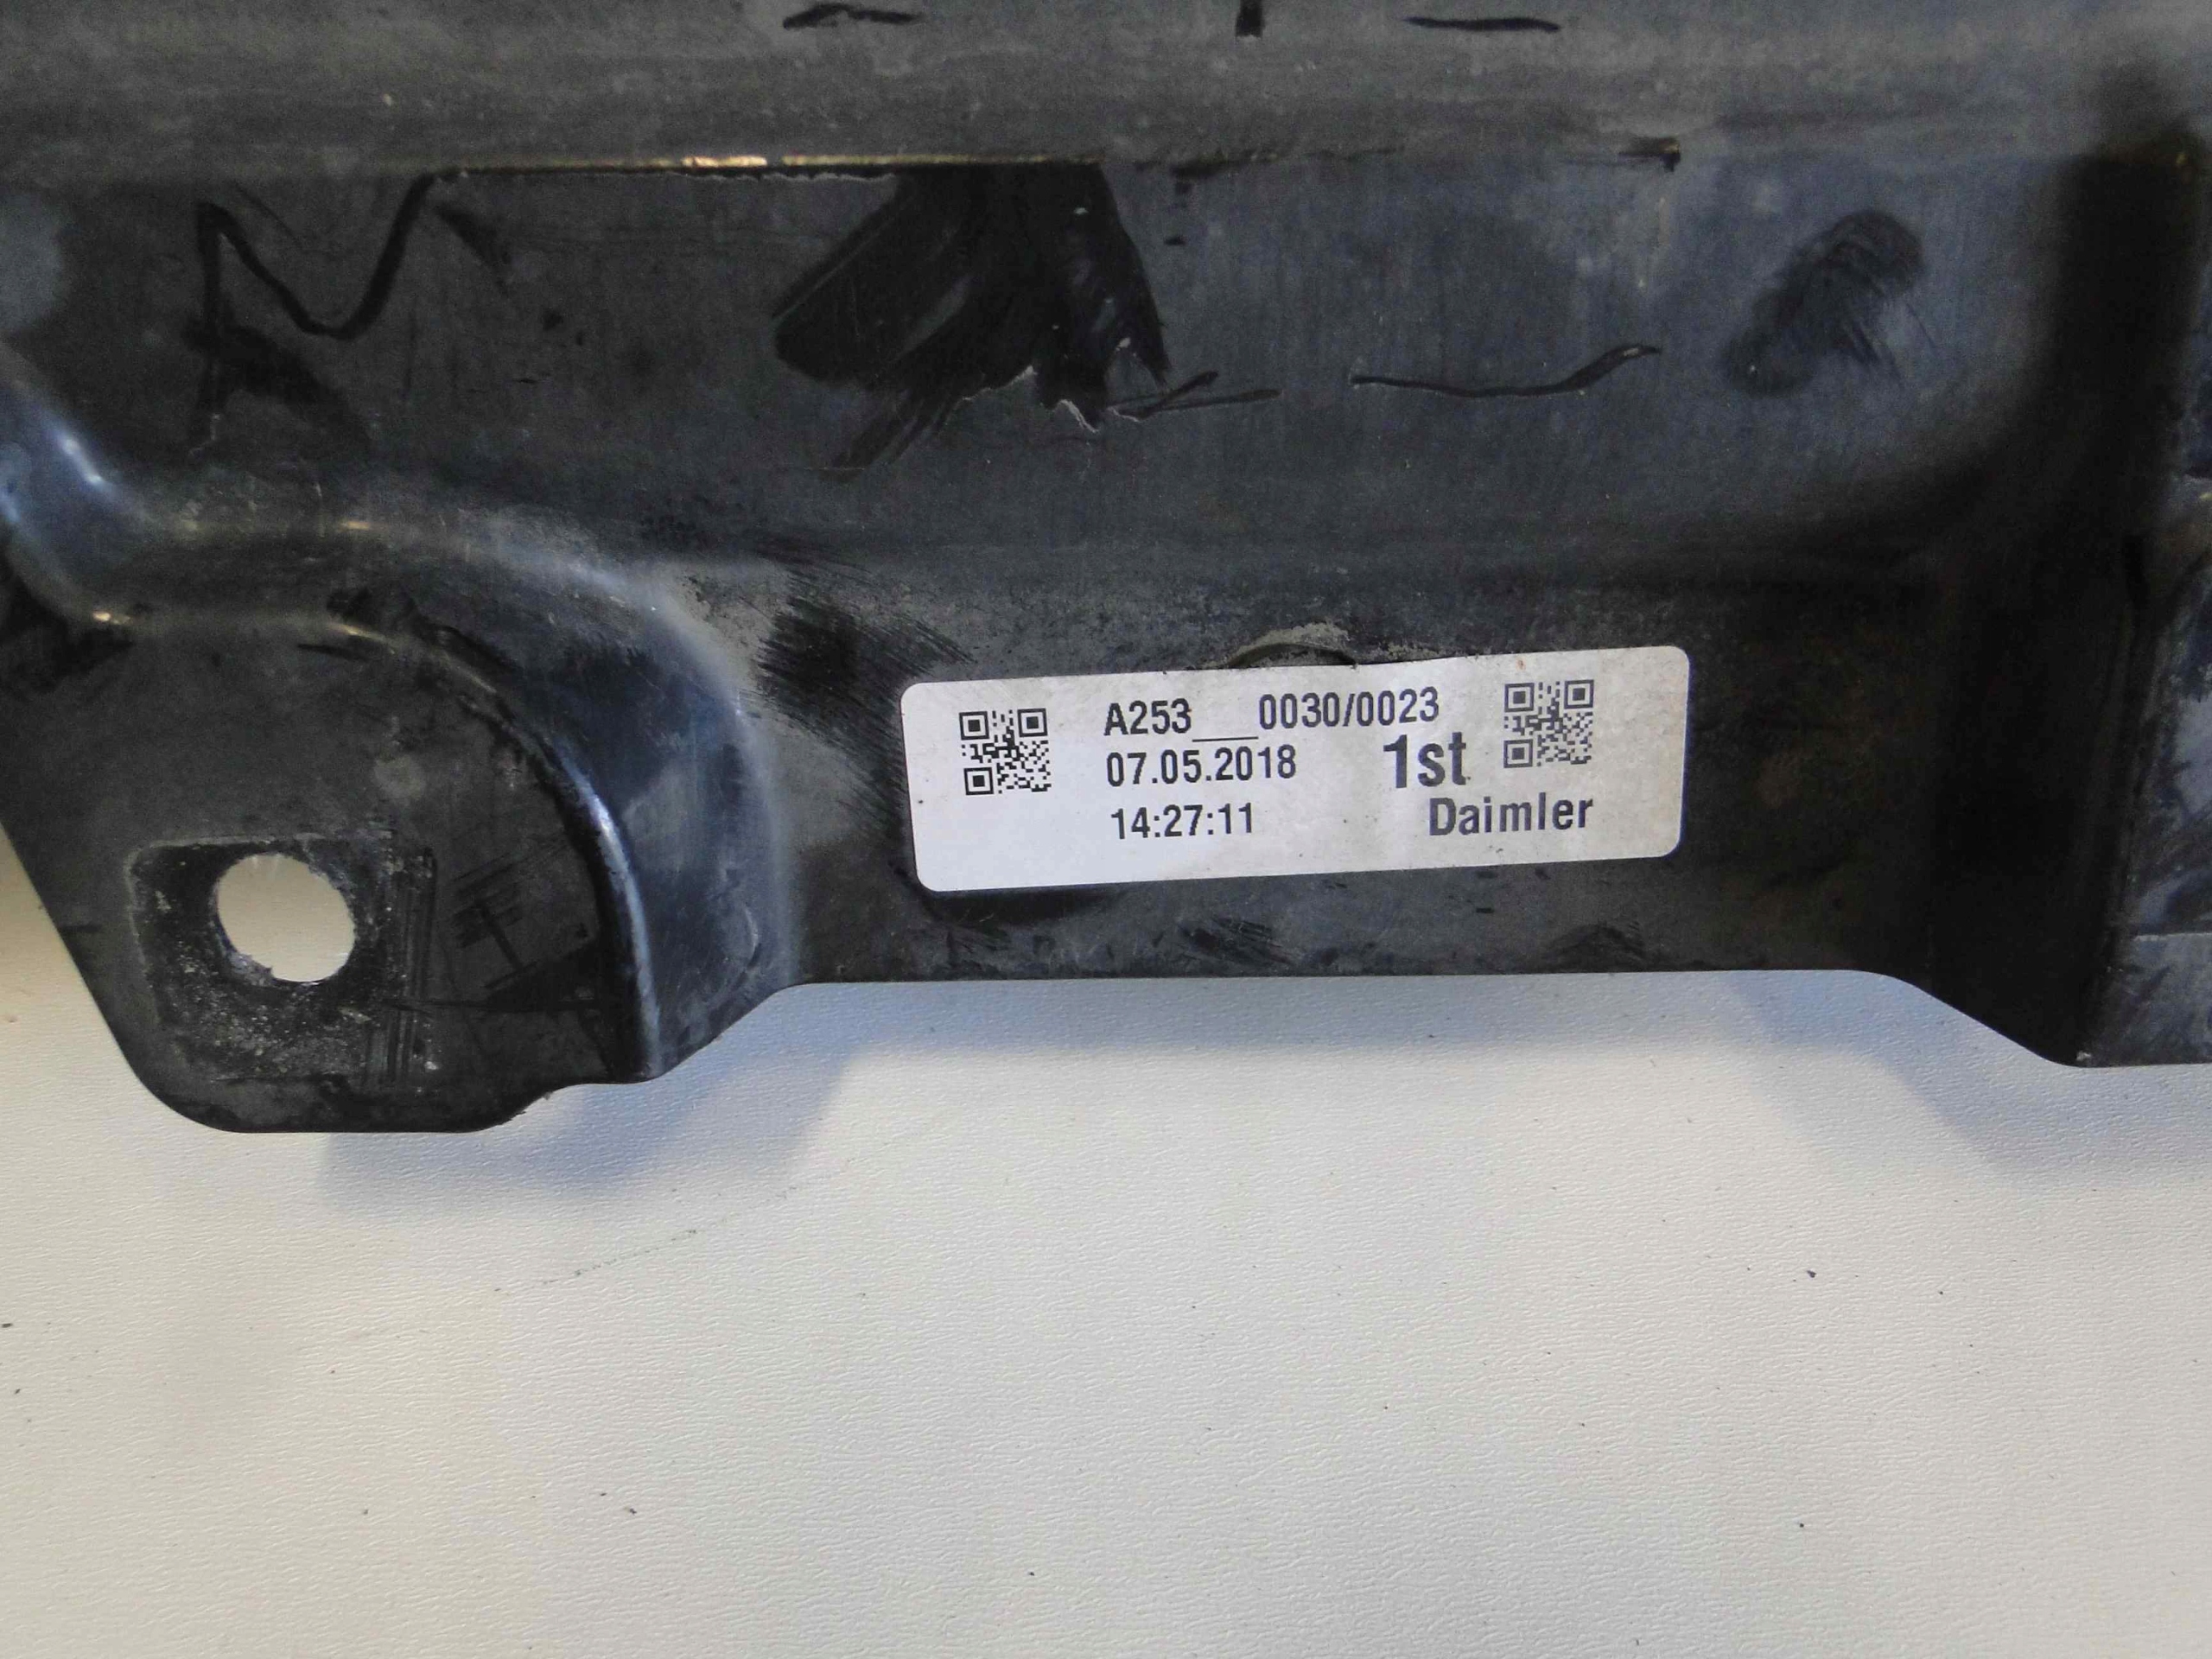 A253___0030/0023
07.05.2018 1st
14:27:11 Daimler